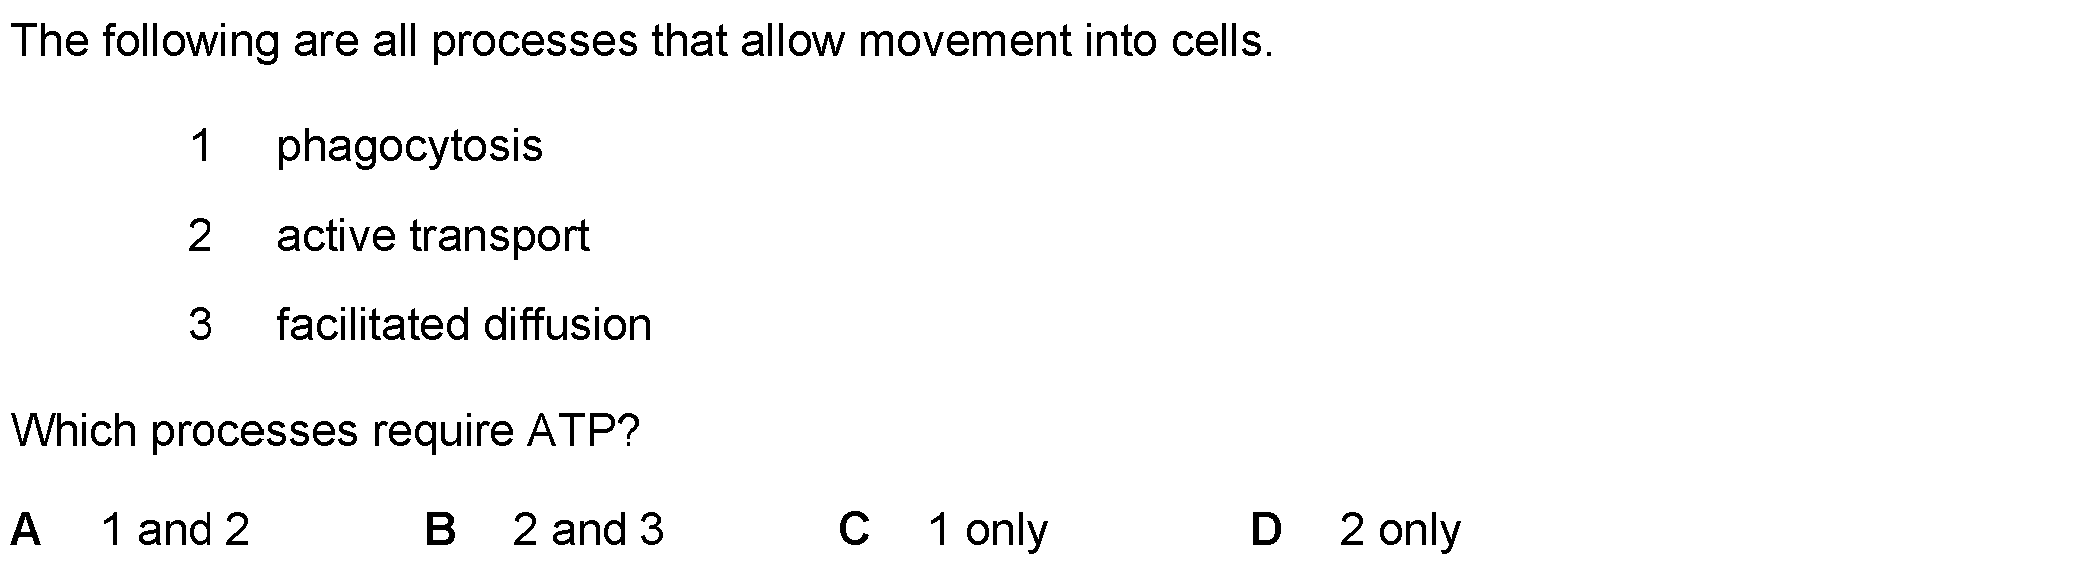 The following are all processes that allow movement into cells.
1 phagocytosis
2 active transport
3 facilitated diffusion
Which processes require ATP?
A 1 and 2 B 2 and 3 C 1 only D 2 only